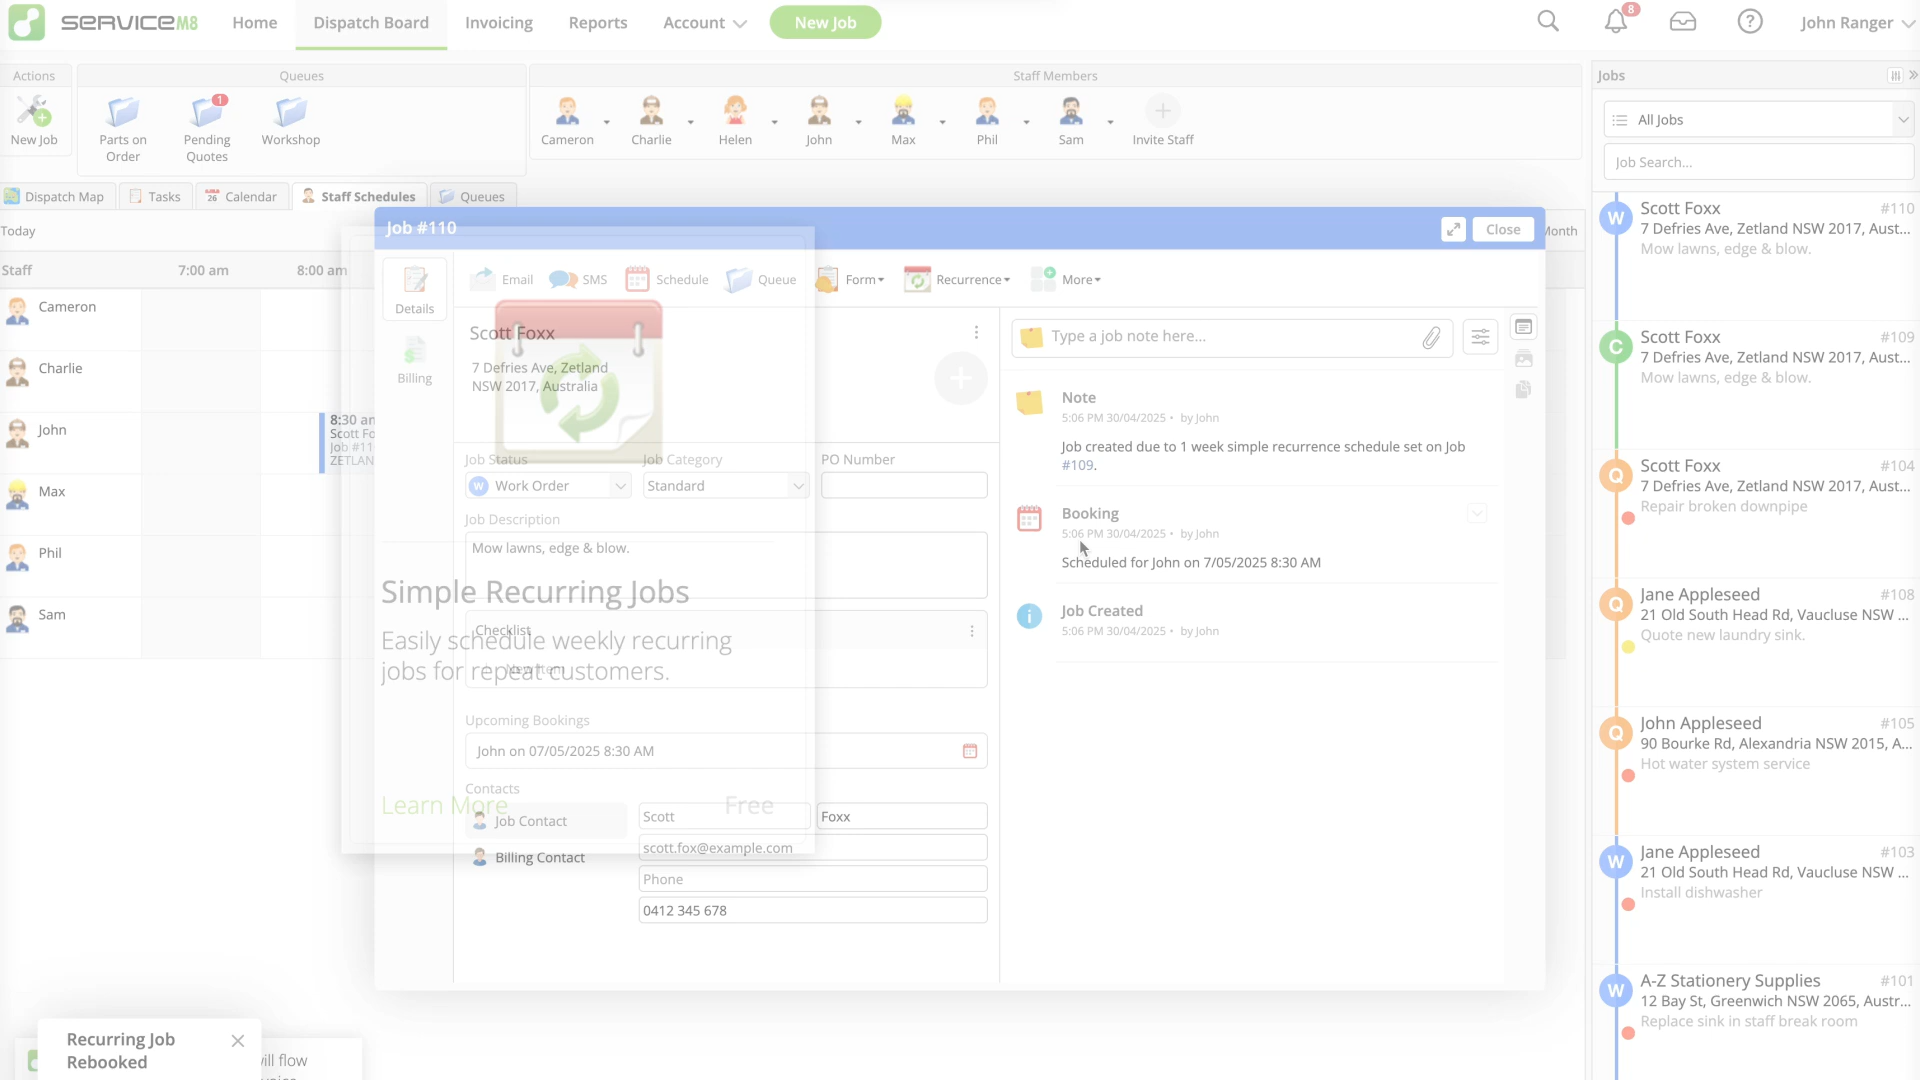 SERVICEM8
Home
Dispatch Board
Invoicing
Reports
Account
New Job
8
John Ranger
Actions
New Job
Queues
Parts on
Order
1
Pending
Quotes
Workshop
Staff Members
Cameron
Charlie
Helen
John
Max
Phil
Sam
Invite Staff
Dispatch Map
Tasks
26
Calendar
Staff Schedules
Queues
Today
Month
Staff
7:00 am
8:00 am
Cameron
Charlie
John
Max
Phil
Sam
8:30 am
Scott Fo
Job #11
ZETLAN
Job #110
Close
Details
Billing
Email
SMS
Schedule
Queue
Form
Recurrence
More
Scott Foxx
7 Defries Ave, Zetland
NSW 2017, Australia
Job Status
W Work Order
Job Category
Standard
PO Number
Job Description
Mow lawns, edge & blow.
Checklist
New Item
Upcoming Bookings
John on 07/05/2025 8:30 AM
Contacts
Job Contact
Billing Contact
Scott
Foxx
scott.fox@example.com
Phone
0412 345 678
Simple Recurring Jobs
Easily schedule weekly recurring
jobs for repeat customers.
Learn More
Free
Type a job note here...
Note
5:06 PM 30/04/2025 • by John
Job created due to 1 week simple recurrence schedule set on Job
#109.
Booking
5:06 PM 30/04/2025 • by John
Scheduled for John on 7/05/2025 8:30 AM
Job Created
5:06 PM 30/04/2025 • by John
Jobs
All Jobs
Job Search...
W
Scott Foxx #110
7 Defries Ave, Zetland NSW 2017, Aust...
Mow lawns, edge & blow.
C
Scott Foxx #109
7 Defries Ave, Zetland NSW 2017, Aust...
Mow lawns, edge & blow.
Q
Scott Foxx #104
7 Defries Ave, Zetland NSW 2017, Aust...
Repair broken downpipe
Q
Jane Appleseed #108
21 Old South Head Rd, Vaucluse NSW ...
Quote new laundry sink.
Q
John Appleseed #105
90 Bourke Rd, Alexandria NSW 2015, A...
Hot water system service
W
Jane Appleseed #103
21 Old South Head Rd, Vaucluse NSW ...
Install dishwasher
W
A-Z Stationery Supplies #101
12 Bay St, Greenwich NSW 2065, Austr...
Replace sink in staff break room
Recurring Job
Rebooked
will flow